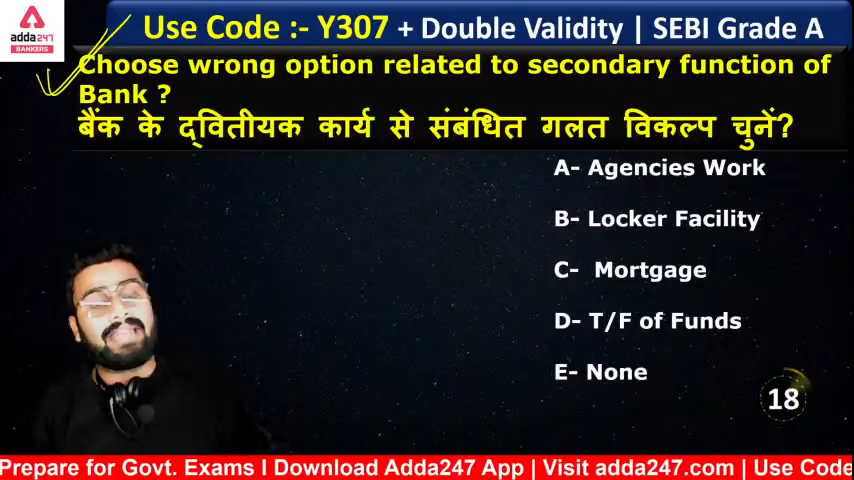 adda247
BANKERS
Use Code :- Y307 + Double Validity | SEBI Grade A
Choose wrong option related to secondary function of
Bank ?
बैंक के द्वितीयक कार्य से संबंधित गलत विकल्प चुनें?
A- Agencies Work
B- Locker Facility
C- Mortgage
D- T/F of Funds
E- None
18
Prepare for Govt. Exams I Download Adda247 App | Visit adda247.com | Use Code